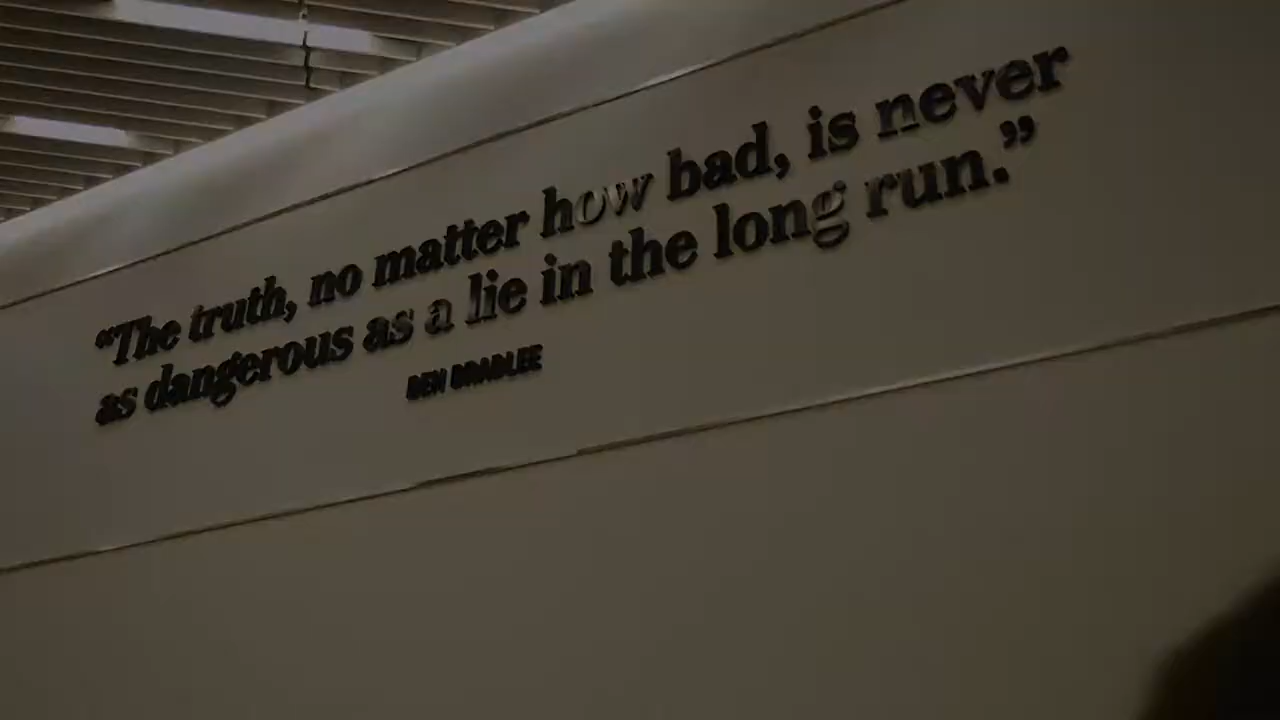 “The truth, no matter how bad, is never
as dangerous as a lie in the long run.”
BEN BRADLEE